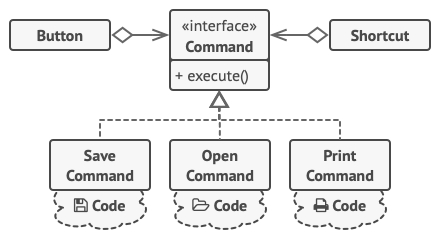 «interface»
Button
Command
Shortcut
+ execute()
Save
Command
Open
Command
Print
Command
Code
Code
Code